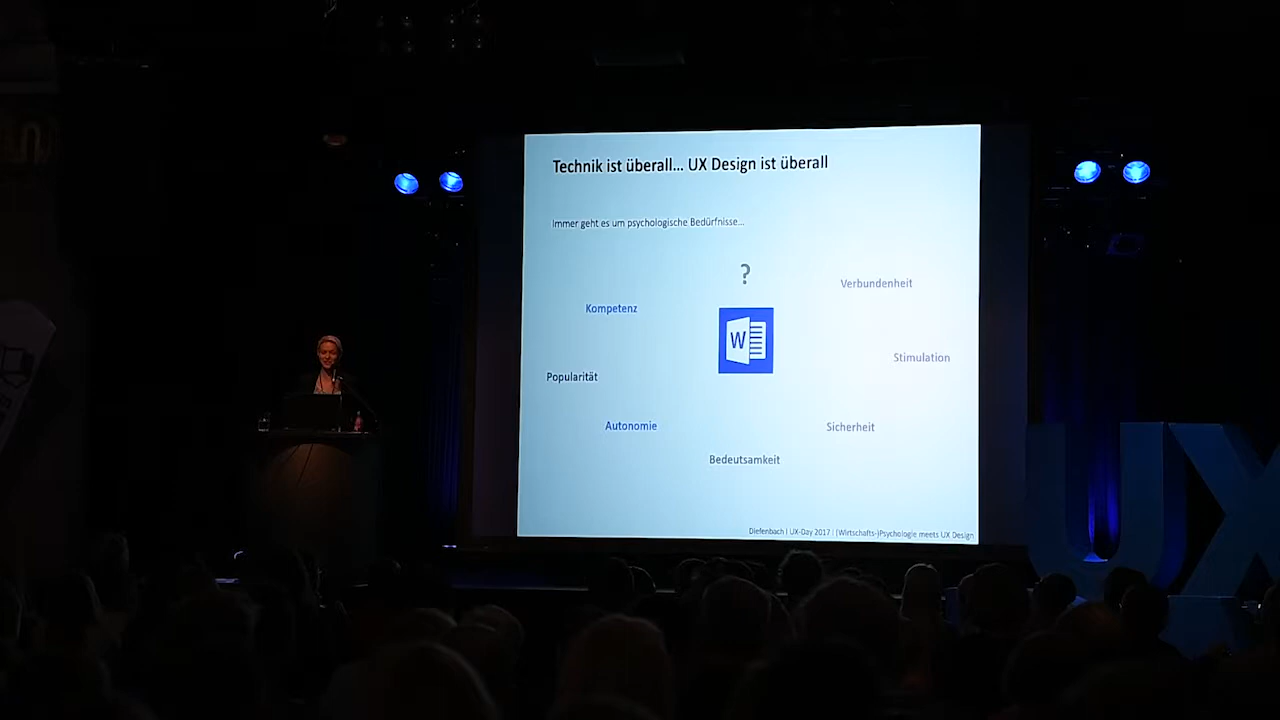 Technik ist überall... UX Design ist überall
Immer geht es um psychologische Bedürfnisse...
?
Verbundenheit
Kompetenz
W
Stimulation
Popularität
Autonomie
Sicherheit
Bedeutsamkeit
Diefenbach | UX-Day 2017 | (Wirtschafts-)Psychologie meets UX Design
UX